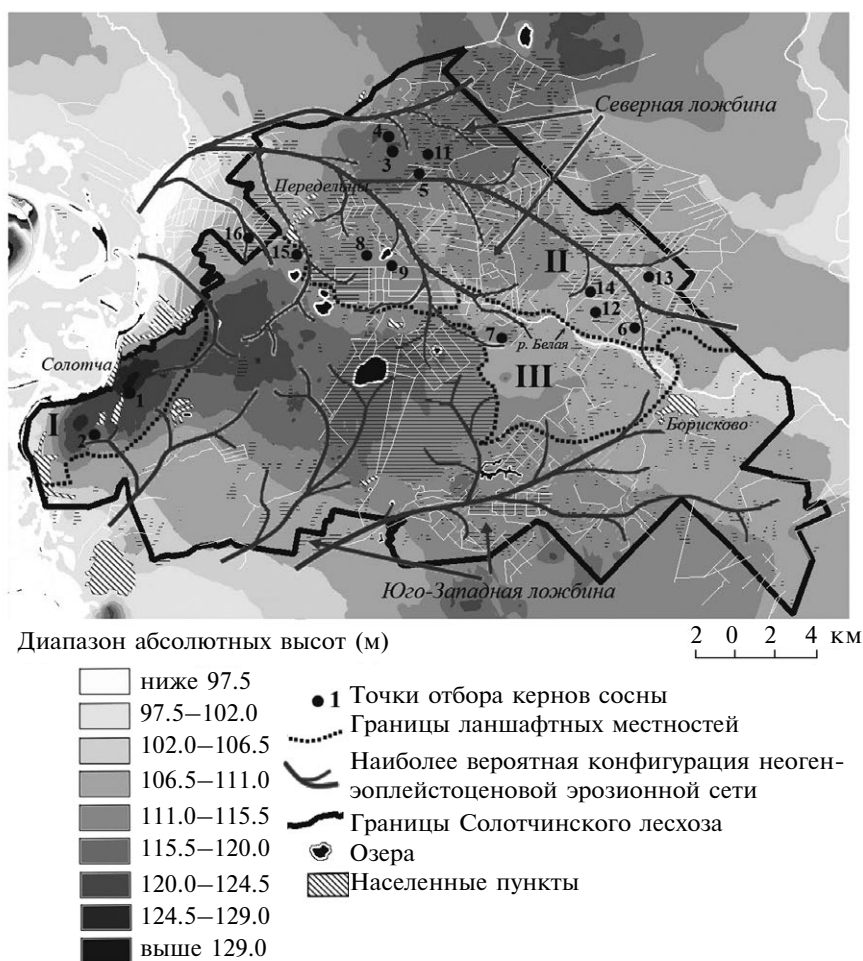 Северная ложбина
4
3
11
5
Передельцы
16
15
8
9
II
14
13
12
6
7
р. Белая
III
Солотча
1
I
2
Борисково
Юго-Западная ложбина
Диапазон абсолютных высот (м)
2 0 2 4 км
ниже 97.5
97.5–102.0
102.0–106.5
106.5–111.0
111.0–115.5
115.5–120.0
120.0–124.5
124.5–129.0
выше 129.0
1 Точки отбора кернов сосны
Границы ланшафтных местностей
Наиболее вероятная конфигурация неоген-
эоплейстоценовой эрозионной сети
Границы Солотчинского лесхоза
Озера
Населенные пункты